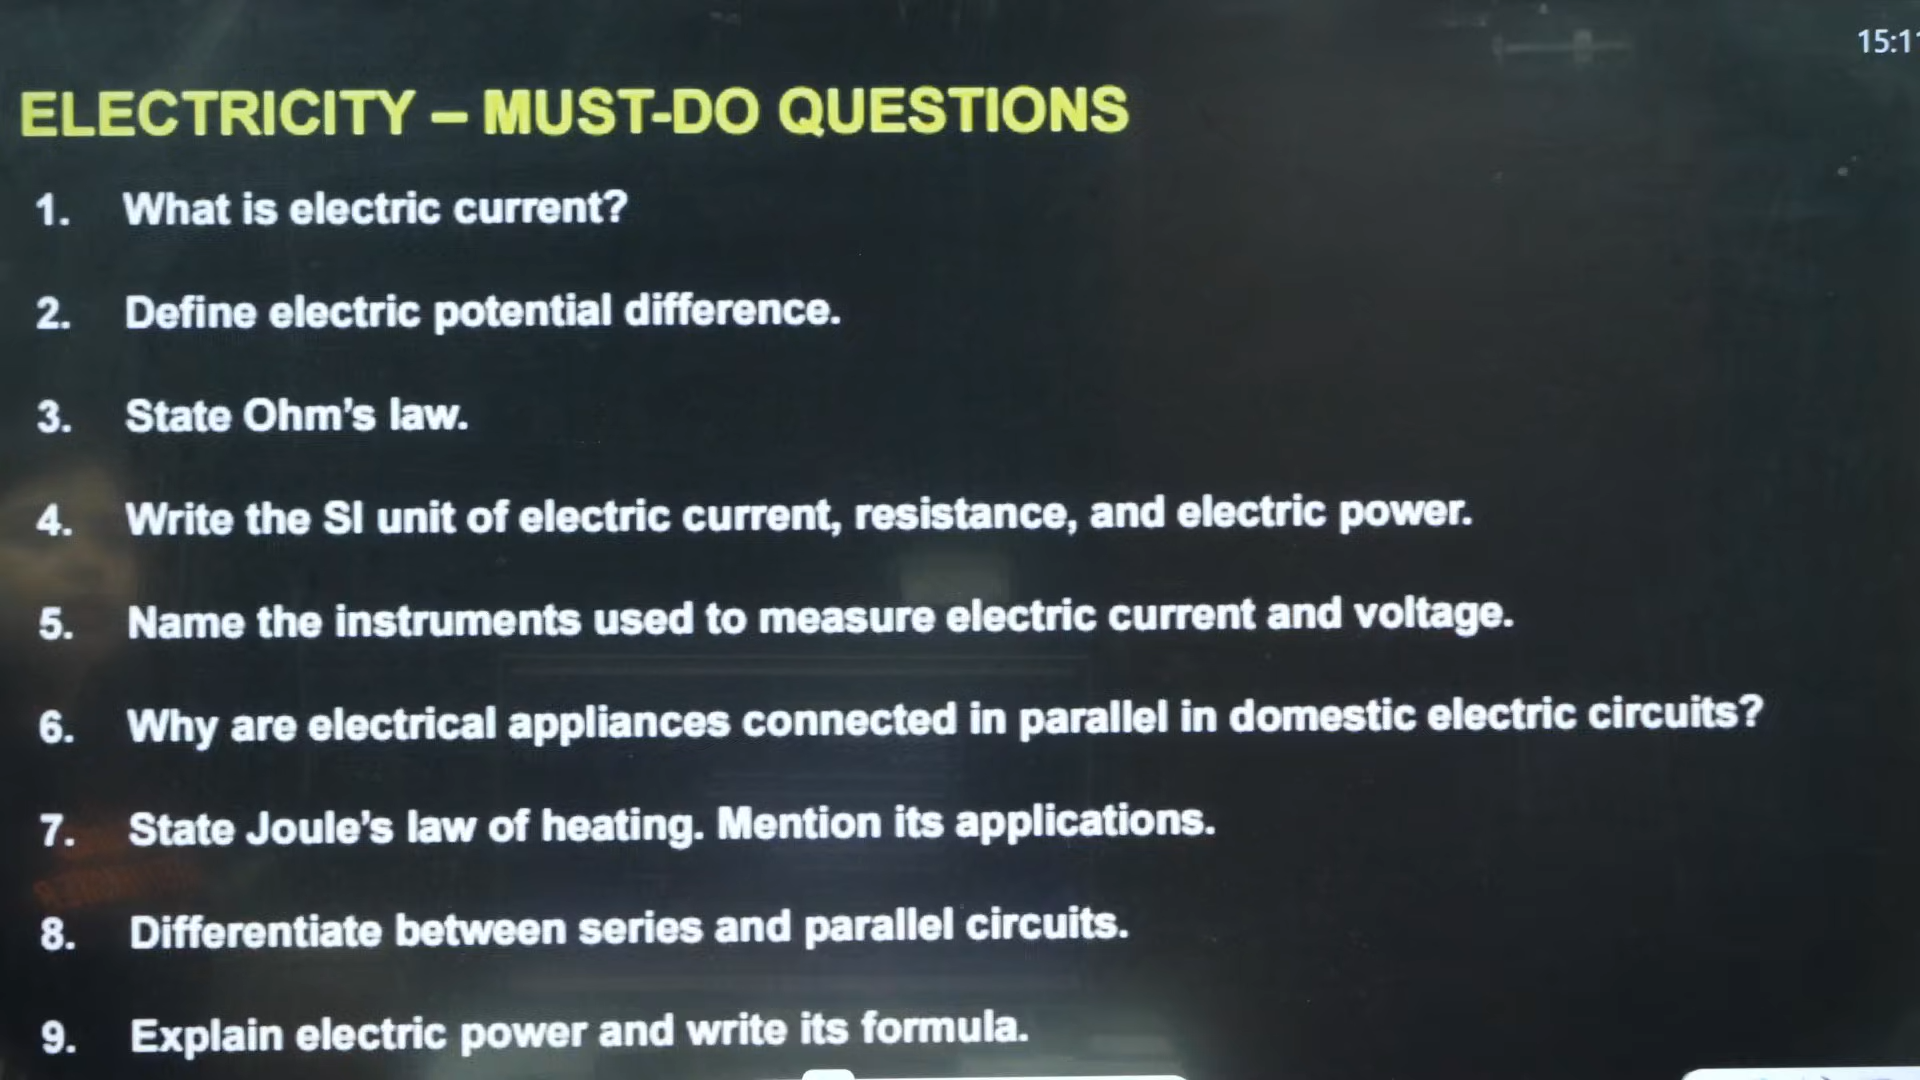 15:1
ELECTRICITY – MUST-DO QUESTIONS
1. What is electric current?
2. Define electric potential difference.
3. State Ohm’s law.
4. Write the SI unit of electric current, resistance, and electric power.
5. Name the instruments used to measure electric current and voltage.
6. Why are electrical appliances connected in parallel in domestic electric circuits?
7. State Joule’s law of heating. Mention its applications.
8. Differentiate between series and parallel circuits.
9. Explain electric power and write its formula.